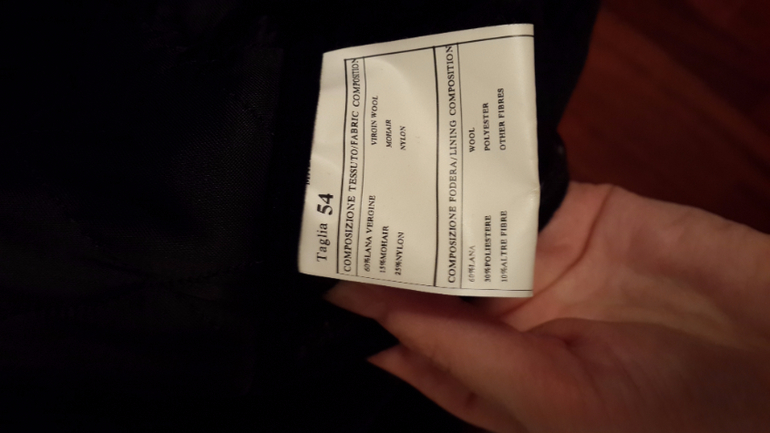 Taglia 54
COMPOSIZIONE TESSUTO/FABRIC COMPOSITION
60%LANA VERGINE VIRGIN WOOL
15%MOHAIR MOHAIR
25%NYLON NYLON
COMPOSIZIONE FODERA/LINING COMPOSITION
60%LANA WOOL
30%POLIESTERE POLYESTER
10%ALTRE FIBRE OTHER FIBRES